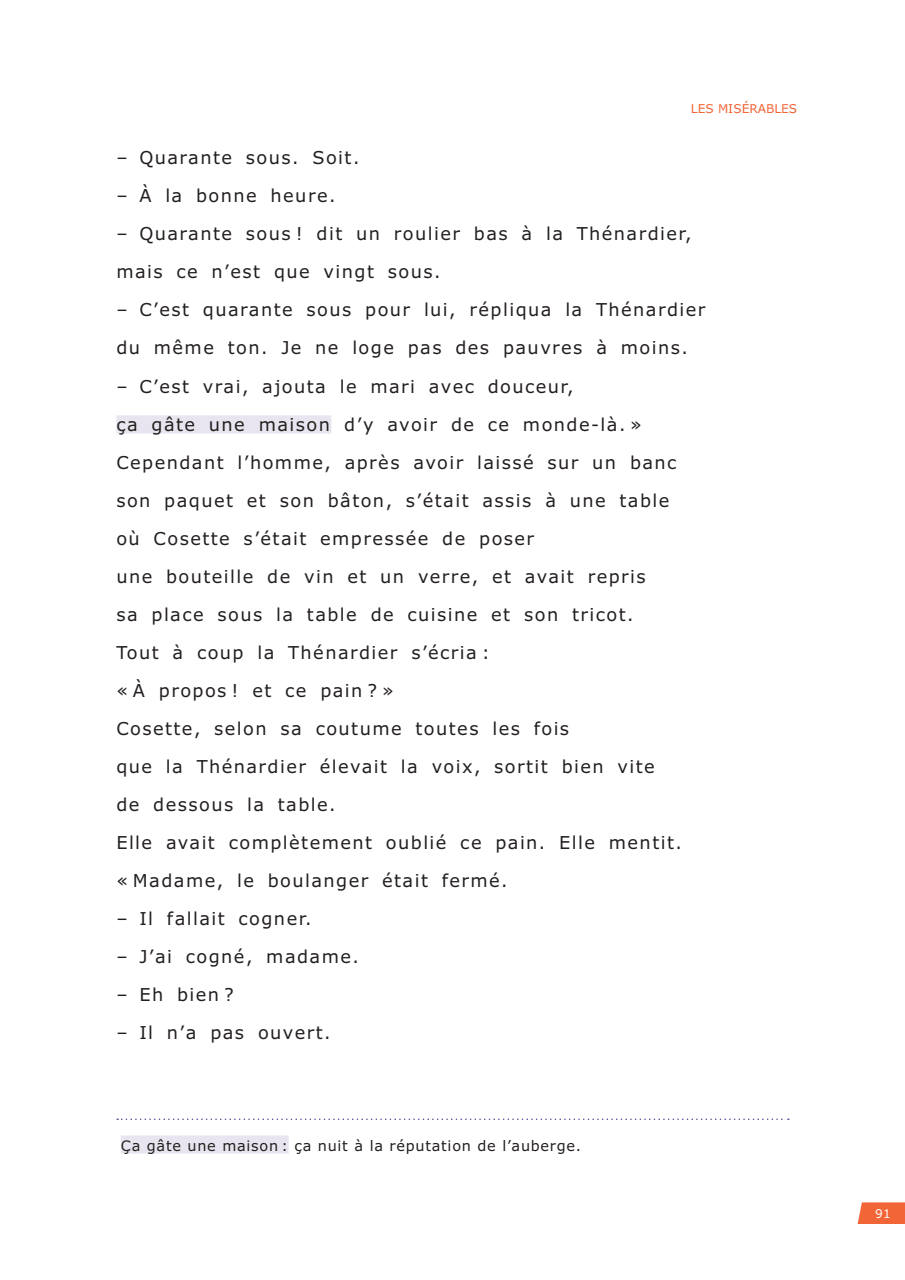 LES MISÉRABLES
– Quarante sous. Soit.
– À la bonne heure.
– Quarante sous ! dit un roulier bas à la Thénardier,
mais ce n’est que vingt sous.
– C’est quarante sous pour lui, répliqua la Thénardier
du même ton. Je ne loge pas des pauvres à moins.
– C’est vrai, ajouta le mari avec douceur,
ça gâte une maison d’y avoir de ce monde-là. »
Cependant l’homme, après avoir laissé sur un banc
son paquet et son bâton, s’était assis à une table
où Cosette s’était empressée de poser
une bouteille de vin et un verre, et avait repris
sa place sous la table de cuisine et son tricot.
Tout à coup la Thénardier s’écria :
« À propos ! et ce pain ? »
Cosette, selon sa coutume toutes les fois
que la Thénardier élevait la voix, sortit bien vite
de dessous la table.
Elle avait complètement oublié ce pain. Elle mentit.
« Madame, le boulanger était fermé.
– Il fallait cogner.
– J’ai cogné, madame.
– Eh bien ?
– Il n’a pas ouvert.
Ça gâte une maison : ça nuit à la réputation de l’auberge.
91